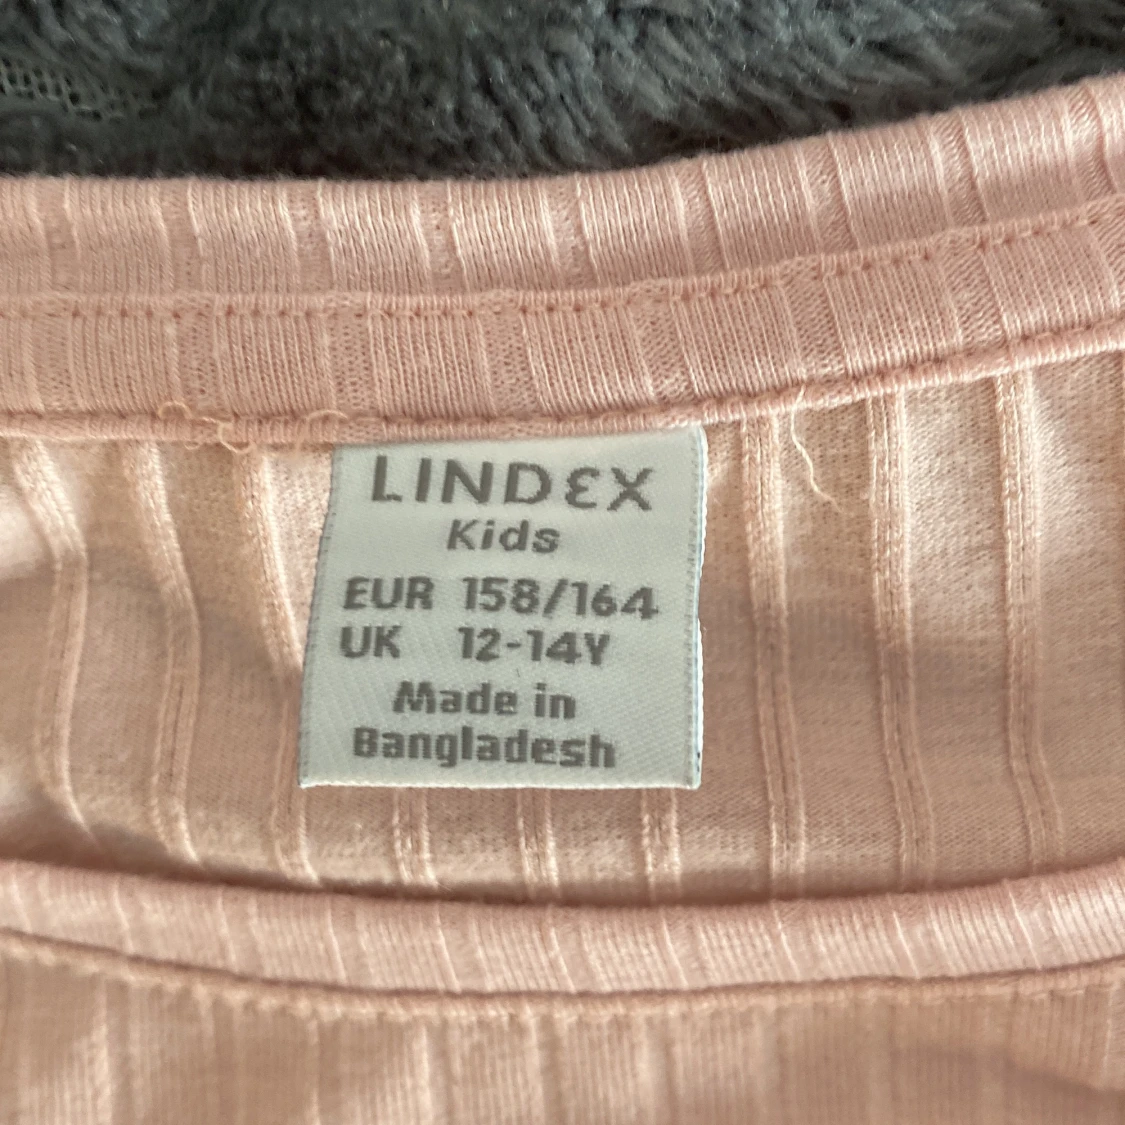 LINDEX
Kids
EUR 158/164
UK 12-14Y
Made in
Bangladesh